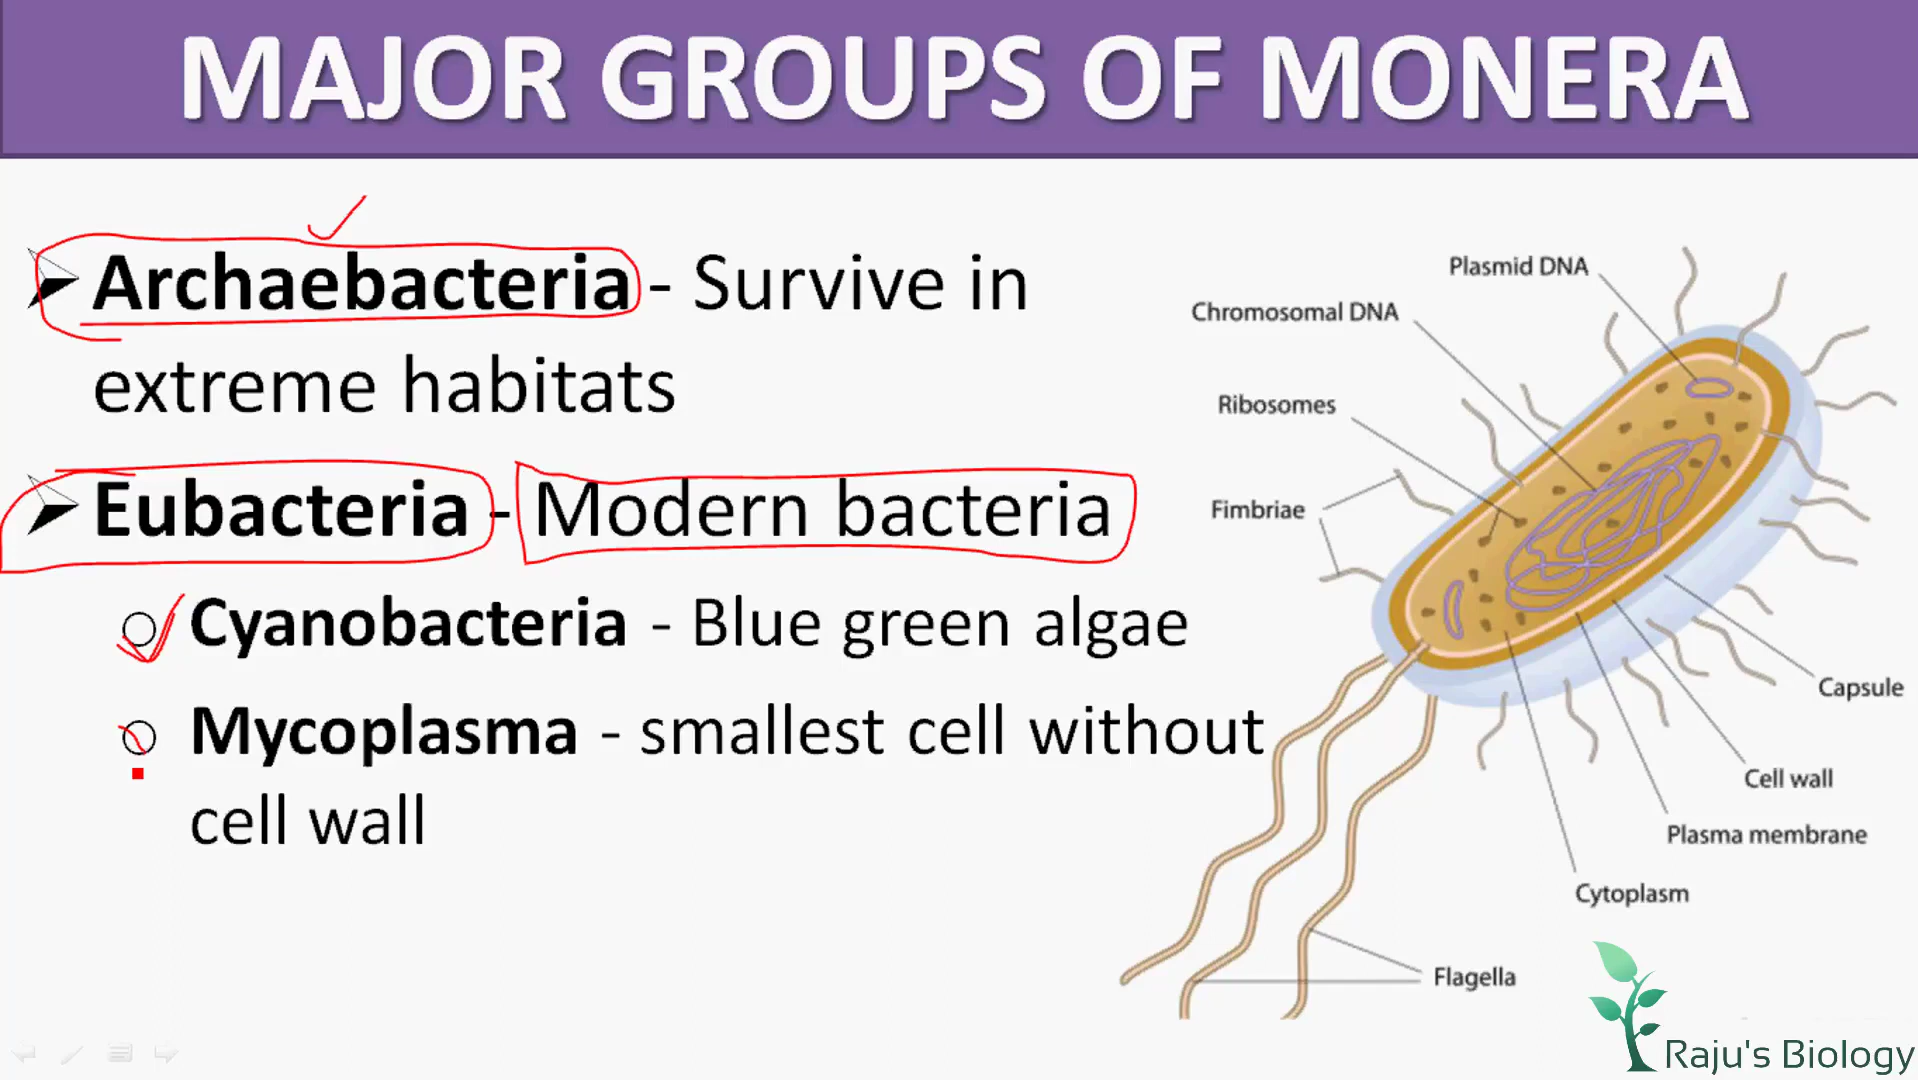 MAJOR GROUPS OF MONERA
Archaebacteria - Survive in
extreme habitats
Eubacteria - Modern bacteria
Cyanobacteria - Blue green algae
Mycoplasma - smallest cell without
cell wall
Plasmid DNA
Chromosomal DNA
Ribosomes
Fimbriae
Capsule
Cell wall
Plasma membrane
Cytoplasm
Flagella
Raju's Biology